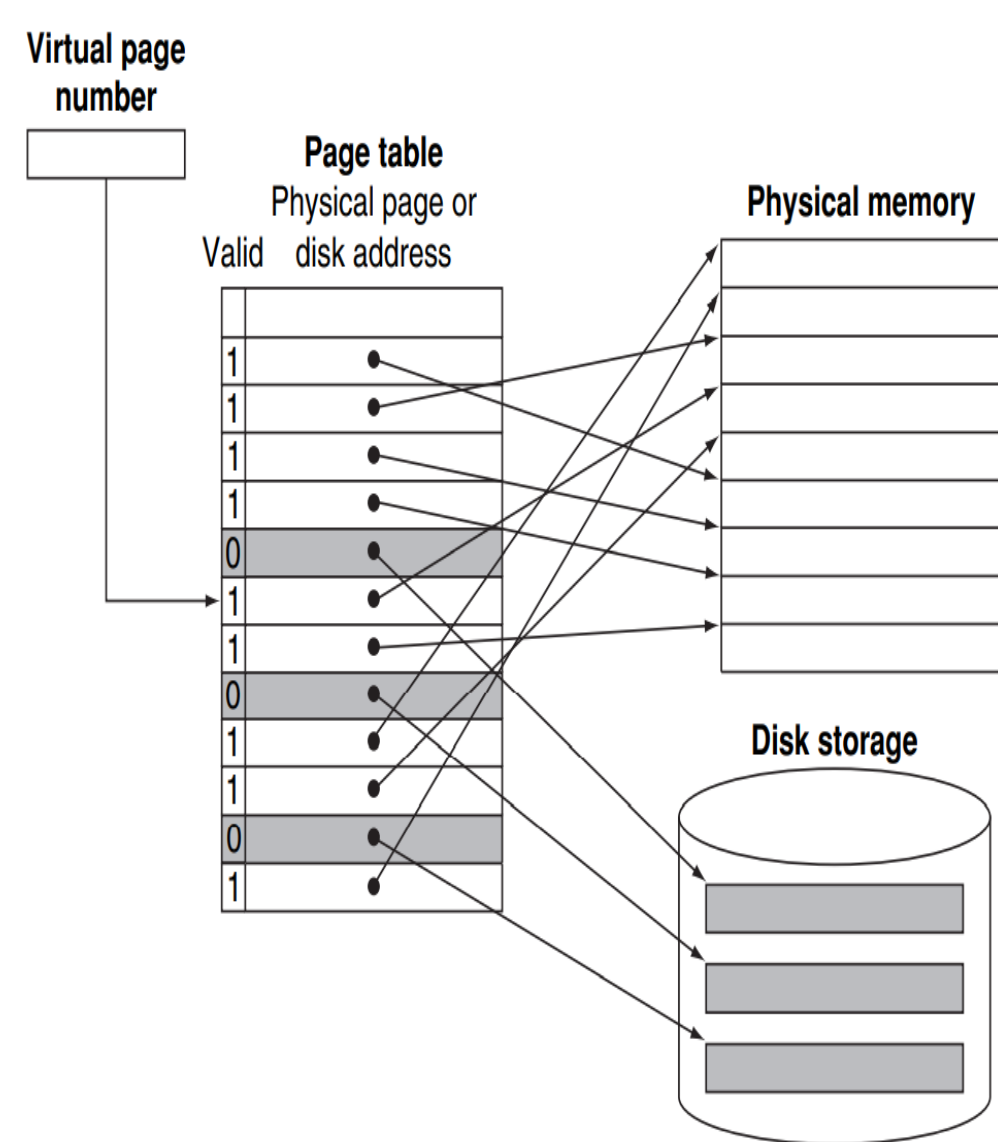 Virtual page
number
Page table
Physical page or
Valid disk address
Physical memory
1
1
1
1
0
1
1
0
1
1
0
1
Disk storage